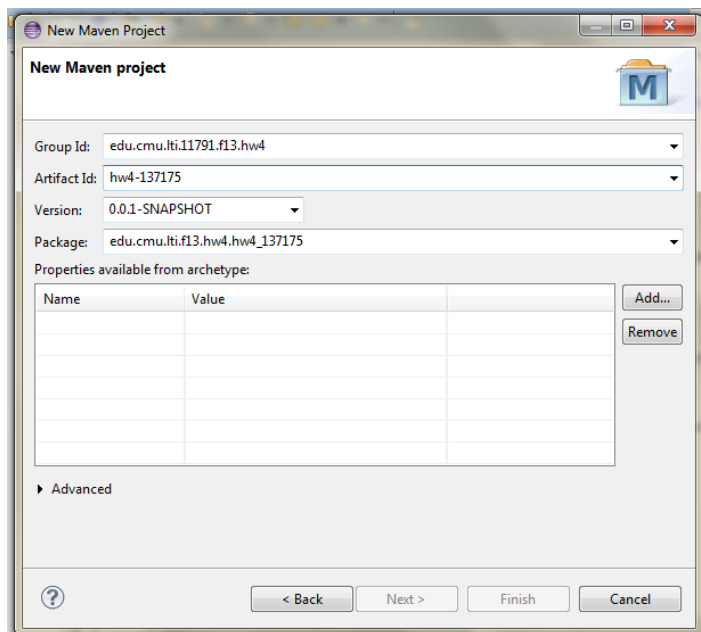 New Maven Project
New Maven project
M
Group Id: edu.cmu.lti.11791.f13.hw4
Artifact Id: hw4-137175
Version: 0.0.1-SNAPSHOT
Package: edu.cmu.lti.f13.hw4.hw4_137175
Properties available from archetype:
Name Value Add...
Remove
Advanced
? < Back Next > Finish Cancel